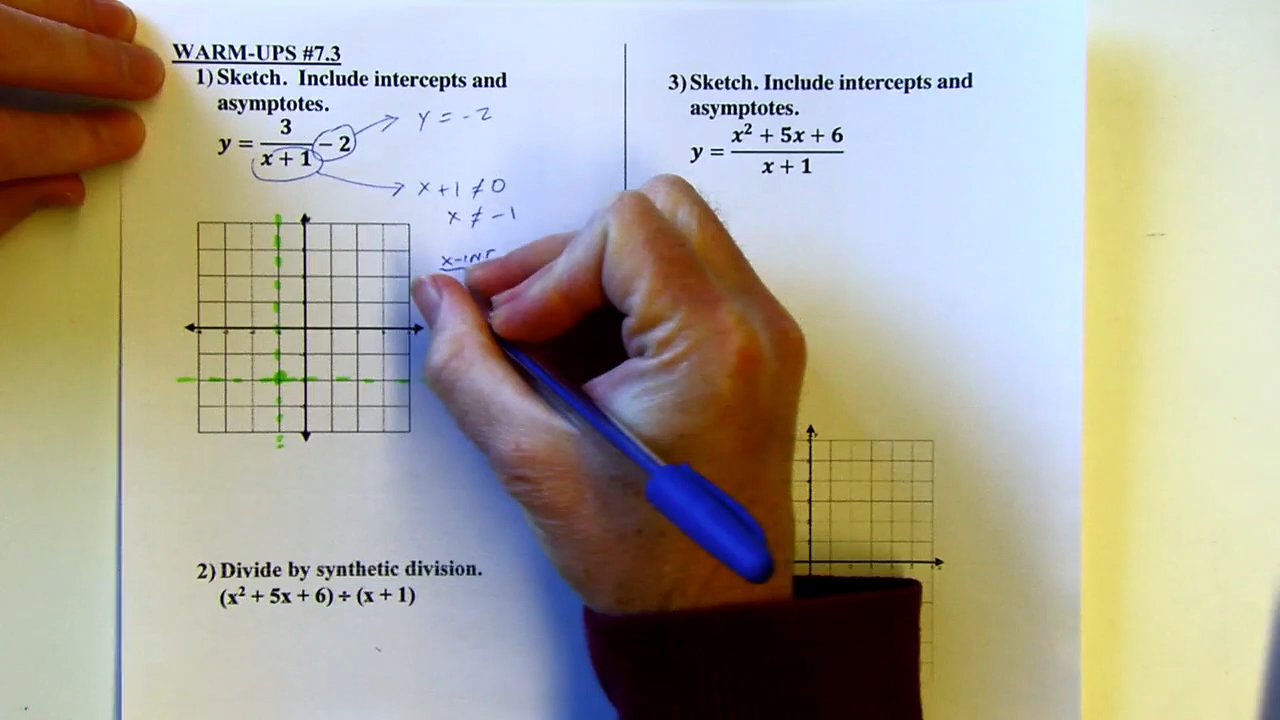 WARM-UPS #7.3
1) Sketch. Include intercepts and
asymptotes.
y = 3/(x + 1) − 2
y = -2
x + 1 ≠ 0
x ≠ -1
x-INT
2) Divide by synthetic division.
(x² + 5x + 6) ÷ (x + 1)
3) Sketch. Include intercepts and
asymptotes.
y = (x² + 5x + 6)/(x + 1)